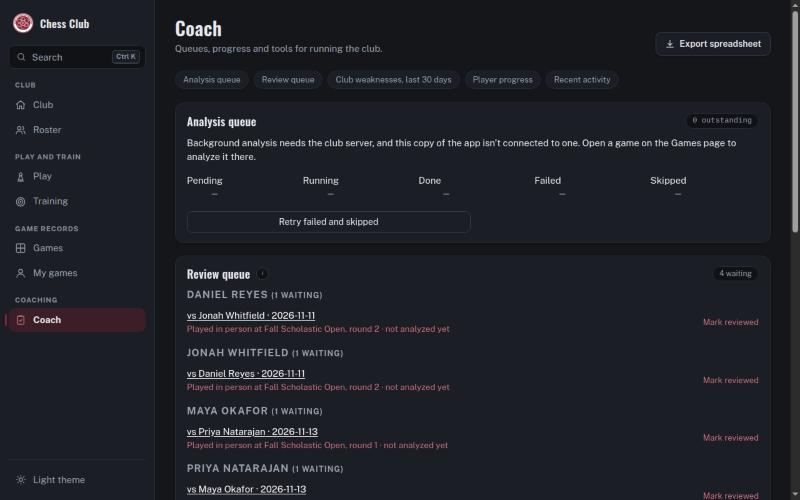 Chess Club
Search
Ctrl K
CLUB
Club
Roster
PLAY AND TRAIN
Play
Training
GAME RECORDS
Games
My games
COACHING
Coach
Light theme
Coach
Queues, progress and tools for running the club.
Export spreadsheet
Analysis queue
Review queue
Club weaknesses, last 30 days
Player progress
Recent activity
Analysis queue
0 outstanding
Background analysis needs the club server, and this copy of the app isn't connected to one. Open a game on the Games page to
analyze it there.
Pending
Running
Done
Failed
Skipped
–
–
–
–
–
Retry failed and skipped
Review queue
4 waiting
DANIEL REYES (1 WAITING)
vs Jonah Whitfield · 2026-11-11
Played in person at Fall Scholastic Open, round 2 · not analyzed yet
Mark reviewed
JONAH WHITFIELD (1 WAITING)
vs Daniel Reyes · 2026-11-11
Played in person at Fall Scholastic Open, round 2 · not analyzed yet
Mark reviewed
MAYA OKAFOR (1 WAITING)
vs Priya Natarajan · 2026-11-13
Played in person at Fall Scholastic Open, round 1 · not analyzed yet
Mark reviewed
PRIYA NATARAJAN (1 WAITING)
vs Maya Okafor · 2026-11-13
Mark reviewed